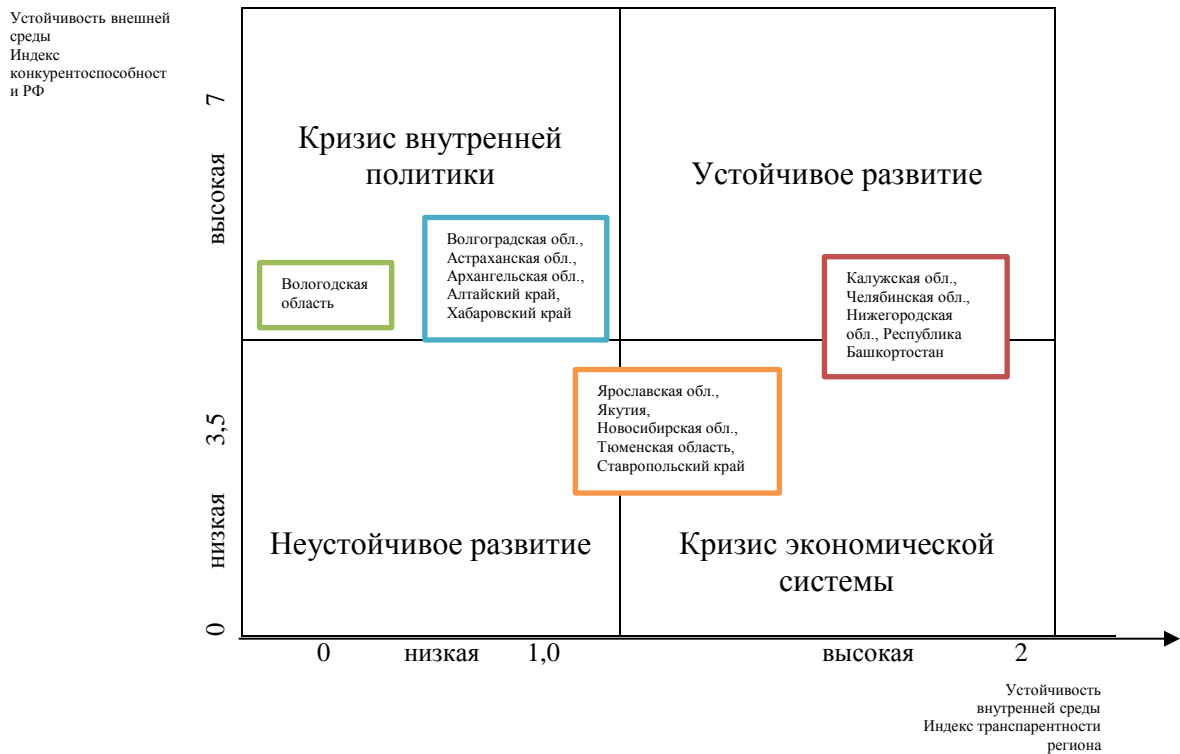 Устойчивость внешней
среды
Индекс
конкурентоспособност
и РФ
7
высокая
3,5
низкая
0
Кризис внутренней
политики
Устойчивое развитие
Вологодская
область
Волгоградская обл.,
Астраханская обл.,
Архангельская обл.,
Алтайский край,
Хабаровский край
Калужская обл.,
Челябинская обл.,
Нижегородская
обл., Республика
Башкортостан
Ярославская обл.,
Якутия,
Новосибирская обл.,
Тюменская область,
Ставропольский край
Неустойчивое развитие
Кризис экономической
системы
0 низкая 1,0 высокая 2
Устойчивость
внутренней среды
Индекс транспарентности
региона